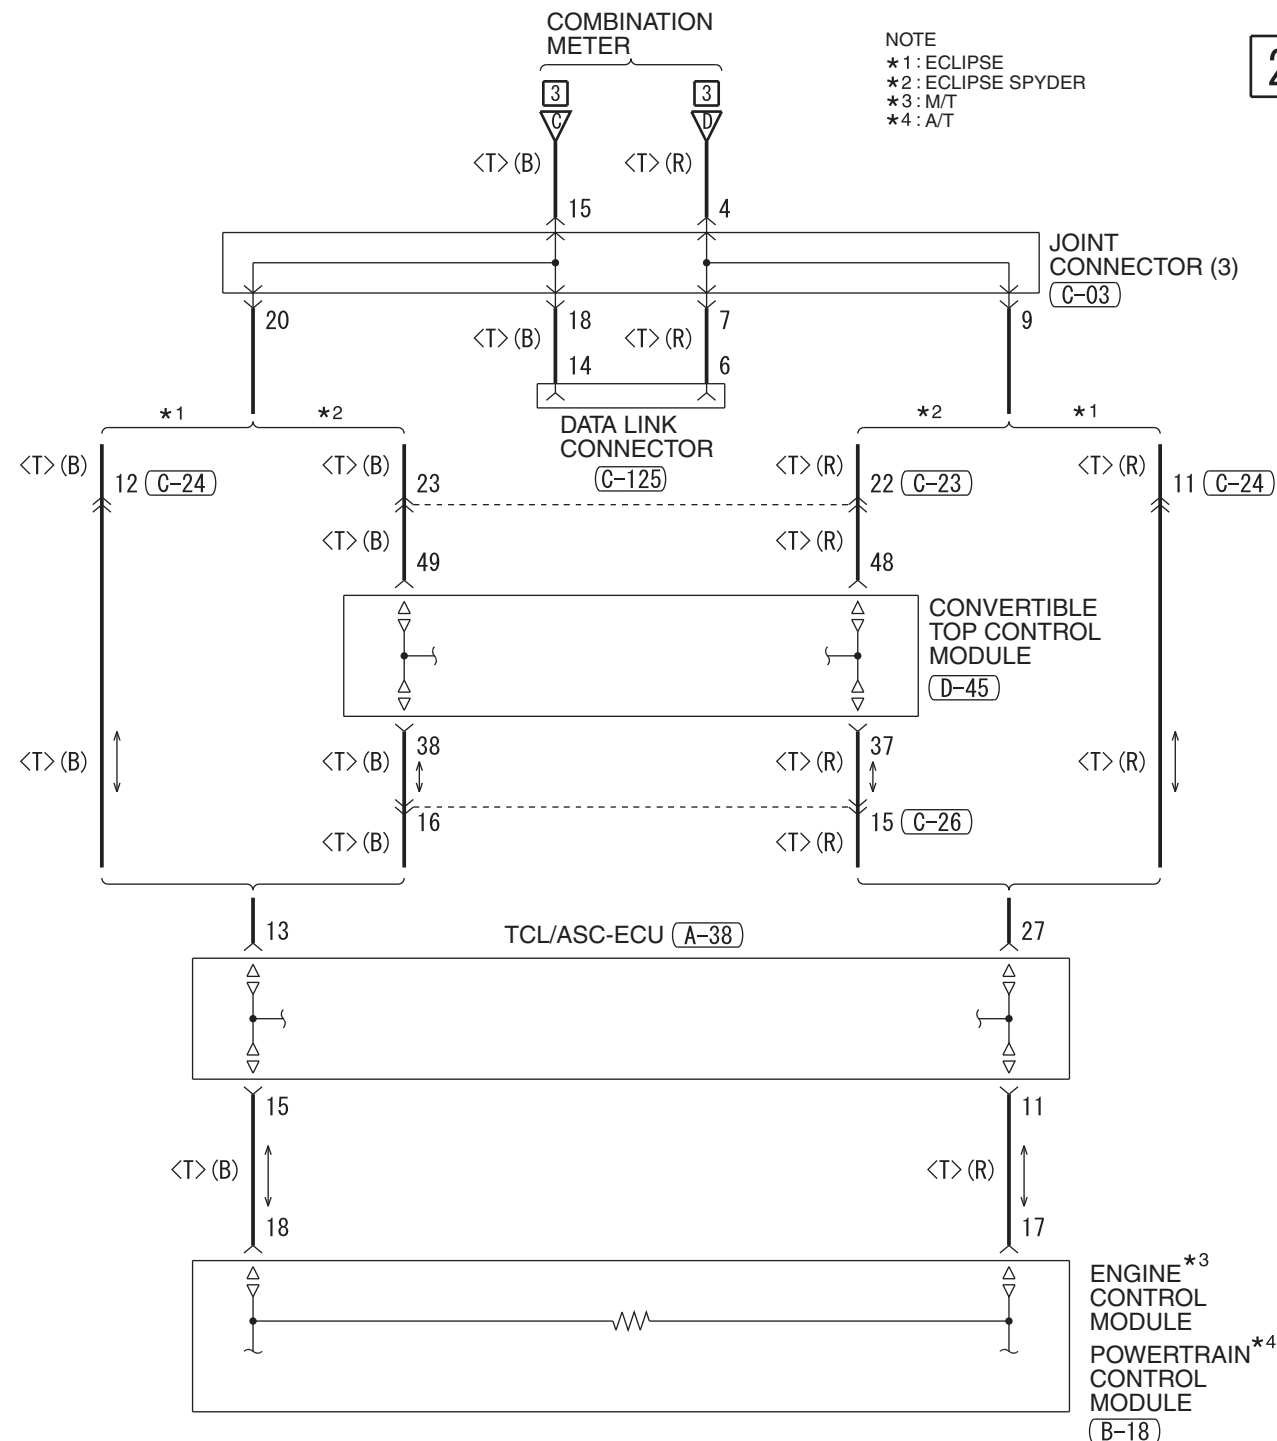 COMBINATION
METER
NOTE
*1 : ECLIPSE
*2 : ECLIPSE SPYDER
*3 : M/T
*4 : A/T
2
3 3
C D
<T>(B) <T>(R)
15 4
JOINT
CONNECTOR (3)
C-03
20 18 7 9
<T>(B) <T>(R)
14 6
DATA LINK
CONNECTOR
C-125
*1 *2 *2 *1
<T>(B) <T>(B) <T>(R) <T>(R)
12 C-24 23 22 C-23 11 C-24
<T>(B) <T>(R)
49 48
CONVERTIBLE
TOP CONTROL
MODULE
D-45
38 37
<T>(B) <T>(B) <T>(R) <T>(R)
16 15 C-26
<T>(B) <T>(R)
13 TCL/ASC-ECU A-38 27
15 11
<T>(B) <T>(R)
18 17
ENGINE*3
CONTROL
MODULE
POWERTRAIN*4
CONTROL
MODULE
B-18